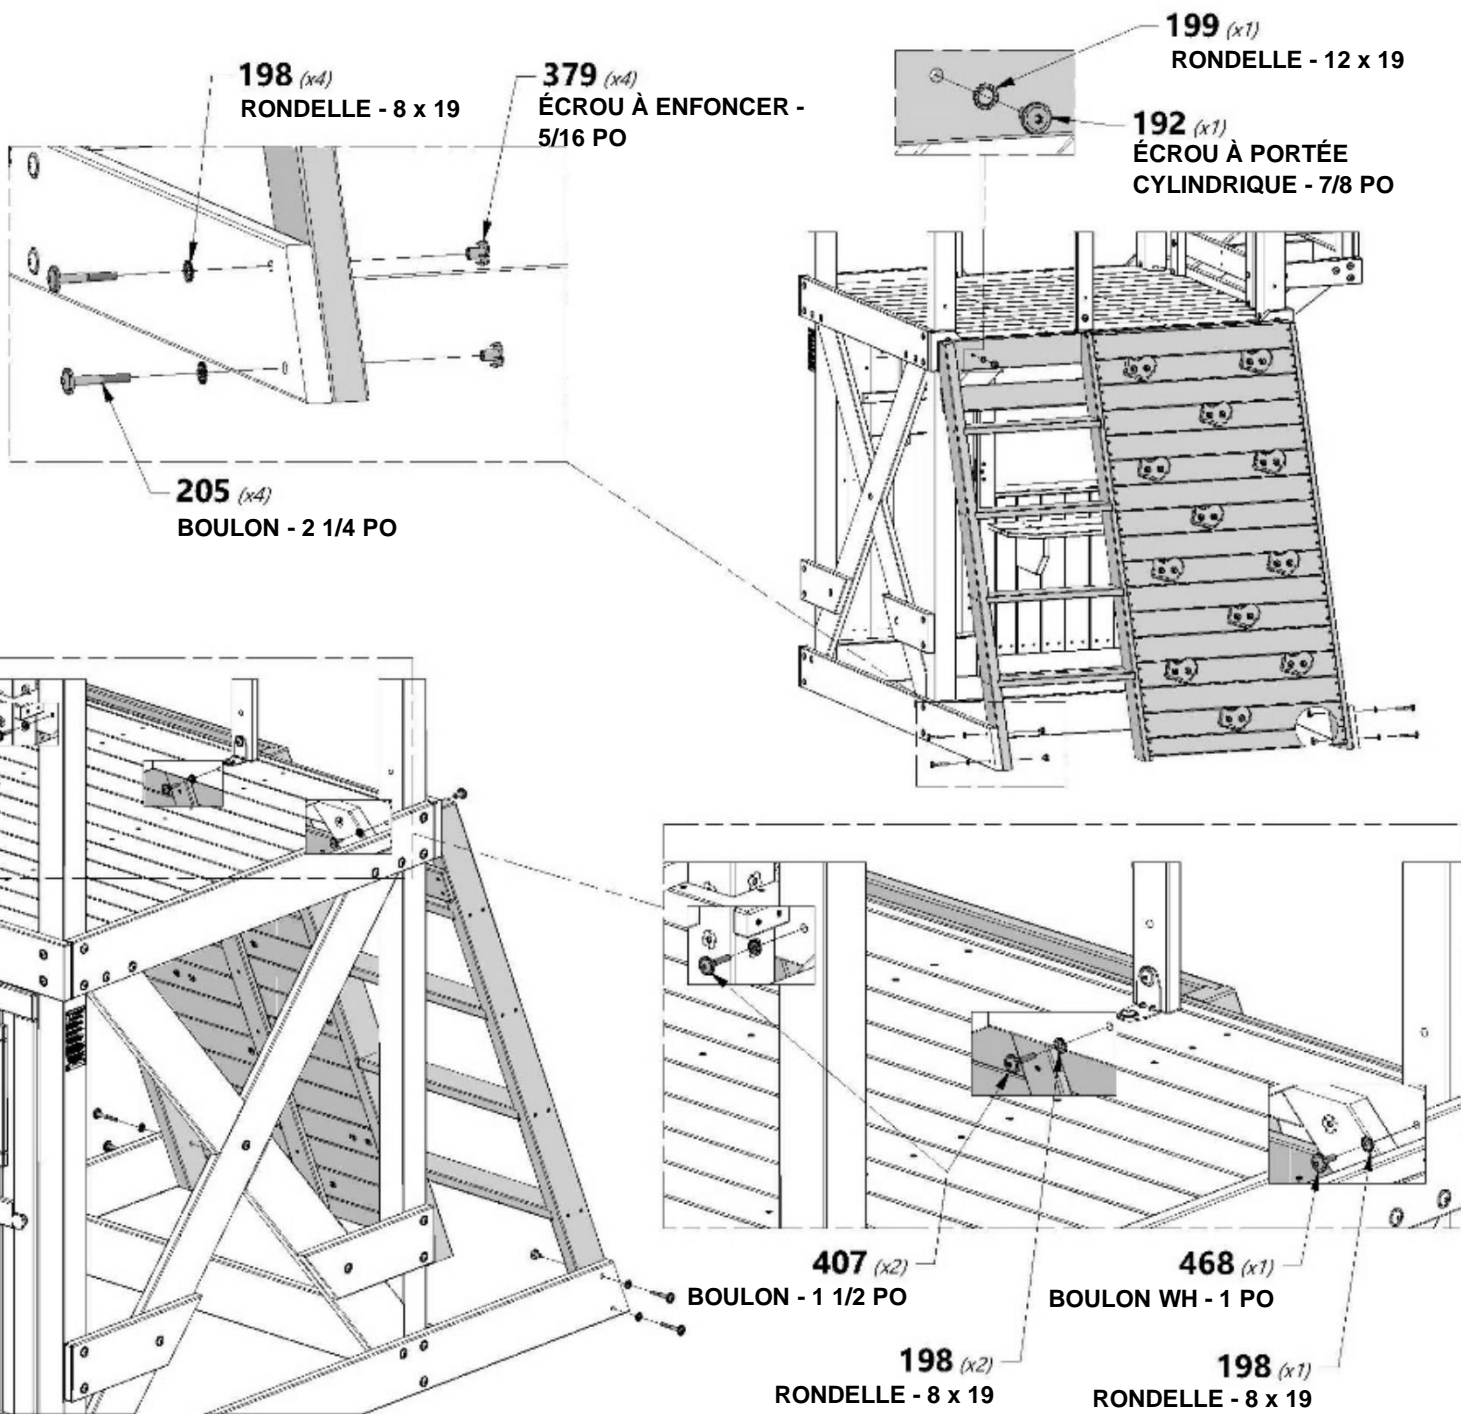 198 (x4)
RONDELLE - 8 x 19
379 (x4)
ÉCROU À ENFONCER -
5/16 PO
199 (x1)
RONDELLE - 12 x 19
192 (x1)
ÉCROU À PORTÉE
CYLINDRIQUE - 7/8 PO
205 (x4)
BOULON - 2 1/4 PO
407 (x2)
BOULON - 1 1/2 PO
468 (x1)
BOULON WH - 1 PO
198 (x2)
RONDELLE - 8 x 19
198 (x1)
RONDELLE - 8 x 19